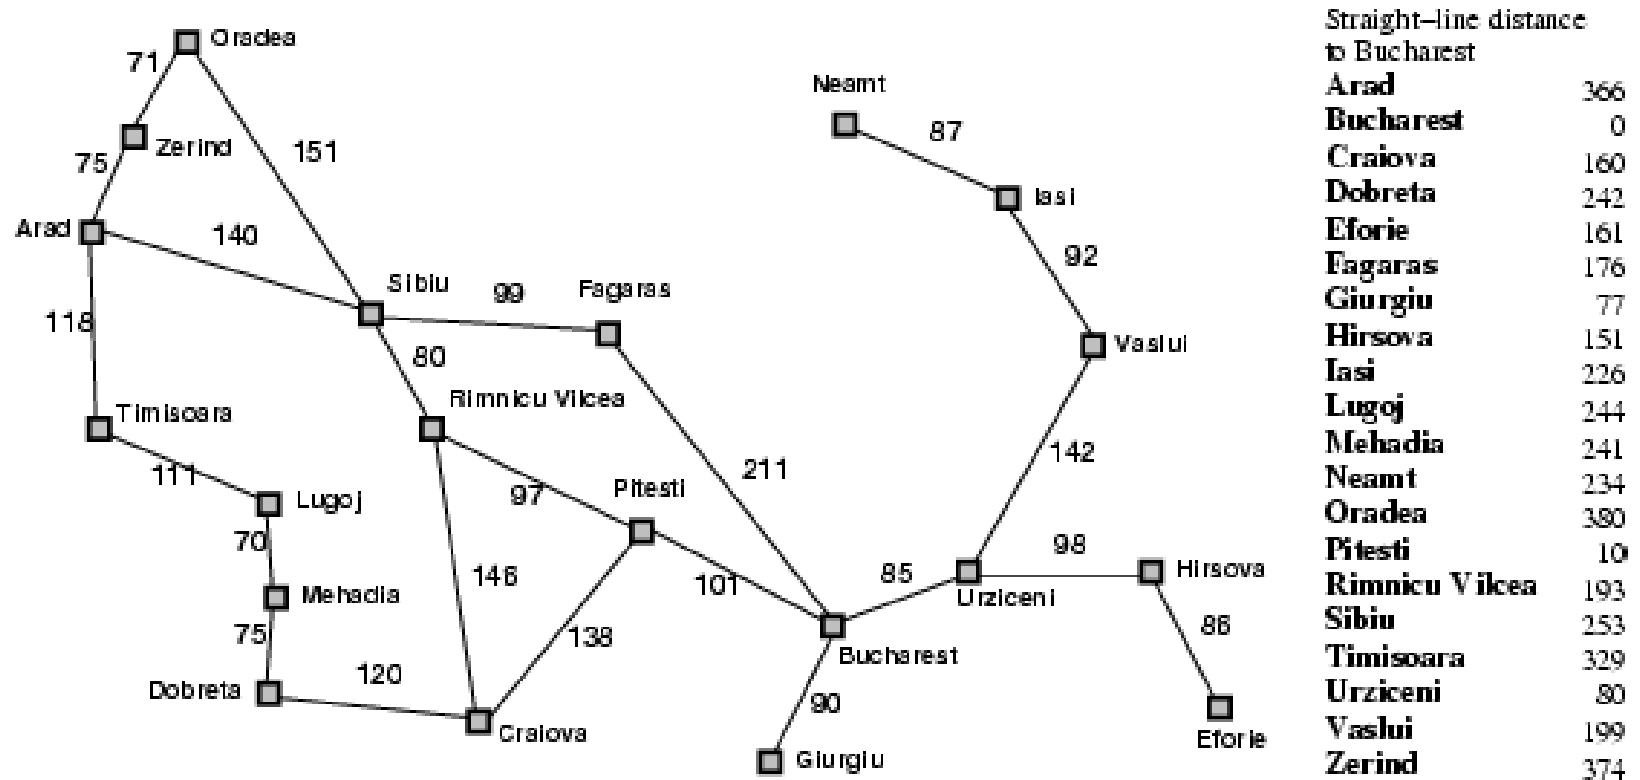 Oradea
71
Neamt
87
Zerind
151
75
Iasi
Arad
140
92
Sibiu
99
Fagaras
118
80
Vaslui
Rimnicu Vilcea
Timisoara
142
111
211
Lugoj
97
Pitesti
70
98
Hirsova
146
101
85
Urziceni
Mehadia
75
138
86
Bucharest
120
Dobreta
90
Craiova
Eforie
Giurgiu
Straight–line distance
to Bucharest
Arad 366
Bucharest 0
Craiova 160
Dobreta 242
Eforie 161
Fagaras 176
Giurgiu 77
Hirsova 151
Iasi 226
Lugoj 244
Mehadia 241
Neamt 234
Oradea 380
Pitesti 10
Rimnicu Vilcea 193
Sibiu 253
Timisoara 329
Urziceni 80
Vaslui 199
Zerind 374